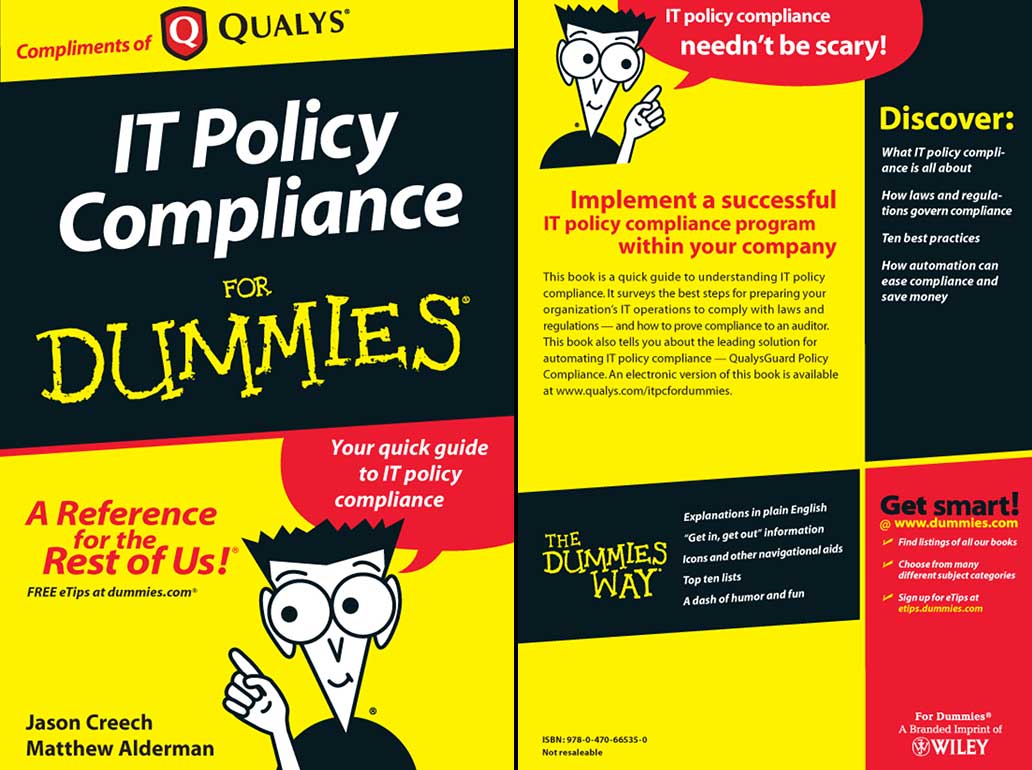 Compliments of QUALYS®
IT Policy
Compliance
FOR
DUMMIES®
Your quick guide
to IT policy
compliance
A Reference
for the
Rest of Us!®
FREE eTips at dummies.com®
®
Jason Creech
Matthew Alderman
IT policy compliance
needn't be scary!
Implement a successful
IT policy compliance program
within your company
This book is a quick guide to understanding IT policy
compliance. It surveys the best steps for preparing your
organization's IT operations to comply with laws and
regulations — and how to prove compliance to an auditor.
This book also tells you about the leading solution for
automating IT policy compliance — QualysGuard Policy
Compliance. An electronic version of this book is available
at www.qualys.com/itpcfordummies.
Discover:
What IT policy compli-
ance is all about
How laws and regula-
tions govern compliance
Ten best practices
How automation can
ease compliance and
save money
THE
DUMMIES
WAY®
Explanations in plain English
"Get in, get out" information
Icons and other navigational aids
Top ten lists
A dash of humor and fun
Get smart!
@ www.dummies.com
Find listings of all our books
Choose from many
different subject categories
Sign up for eTips at
etips.dummies.com
ISBN: 978-0-470-66535-0
Not resaleable
For Dummies®
A Branded Imprint of
WILEY